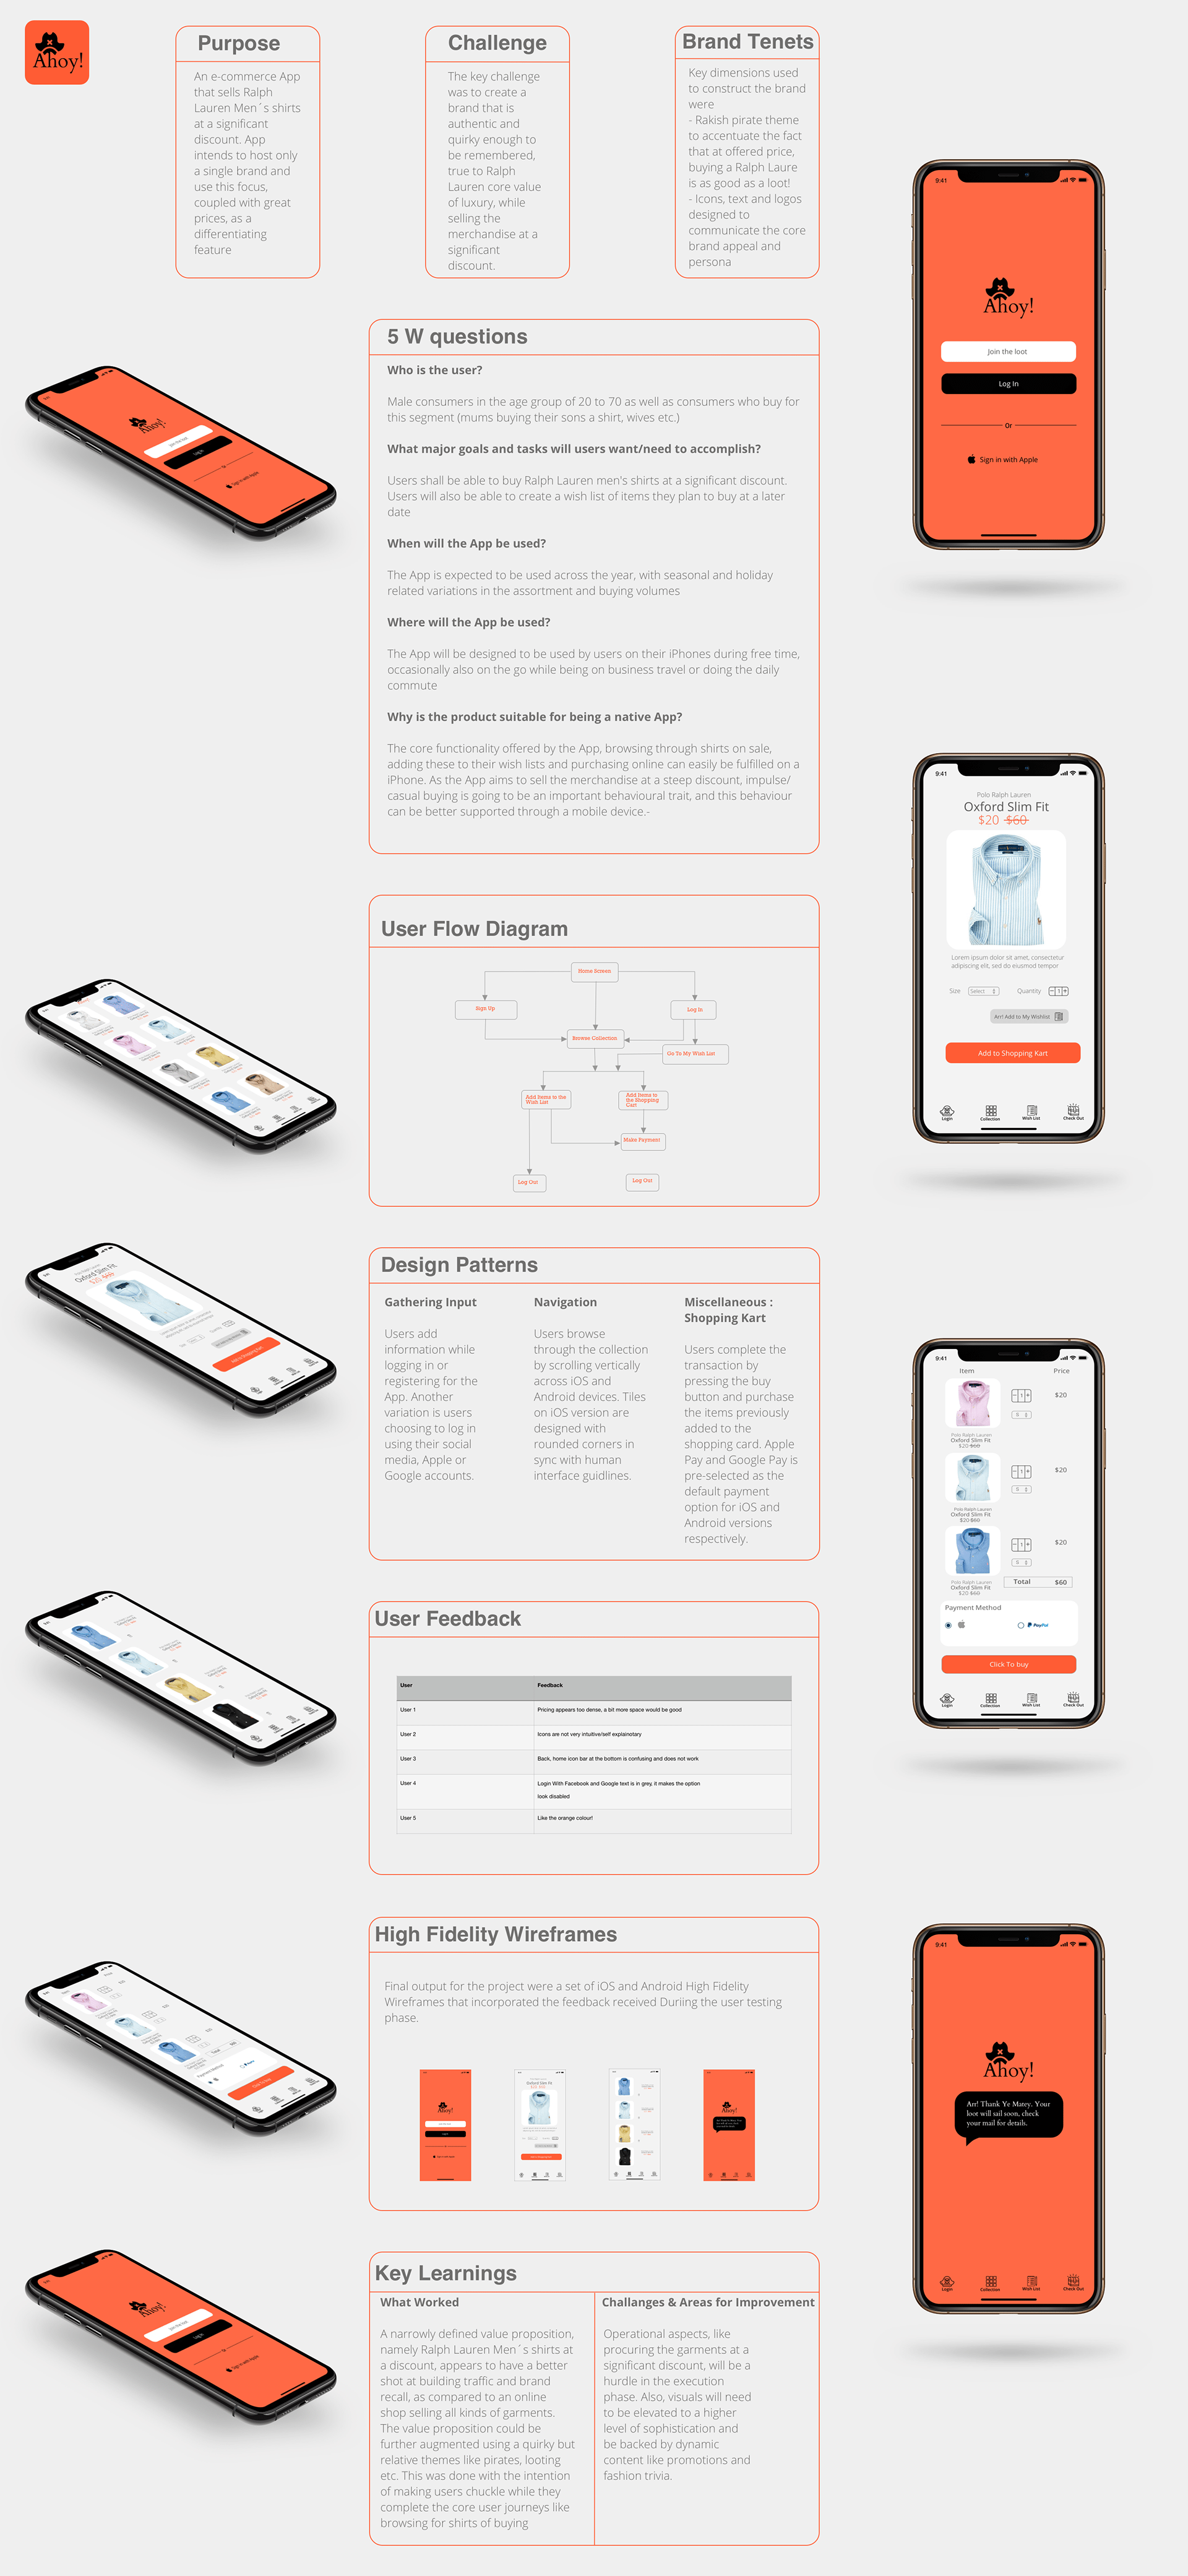 Ahoy!
Purpose
An e-commerce App
that sells Ralph
Lauren Men´s shirts
at a significant
discount. App
intends to host only
a single brand and
use this focus,
coupled with great
prices, as a
differentiating
feature
Challenge
The key challenge
was to create a
brand that is
authentic and
quirky enough to
be remembered,
true to Ralph
Lauren core value
of luxury, while
selling the
merchandise at a
significant
discount.
Brand Tenets
Key dimensions used
to construct the brand
were
- Rakish pirate theme
to accentuate the fact
that at offered price,
buying a Ralph Laure
is as good as a loot!
- Icons, text and logos
designed to
communicate the core
brand appeal and
persona
9:41
Ahoy!
Join the loot
Log In
Or
Sign in with Apple
5 W questions
Who is the user?
Male consumers in the age group of 20 to 70 as well as consumers who buy for
this segment (mums buying their sons a shirt, wives etc.)
What major goals and tasks will users want/need to accomplish?
Users shall be able to buy Ralph Lauren men's shirts at a significant discount.
Users will also be able to create a wish list of items they plan to buy at a later
date
When will the App be used?
The App is expected to be used across the year, with seasonal and holiday
related variations in the assortment and buying volumes
Where will the App be used?
The App will be designed to be used by users on their iPhones during free time,
occasionally also on the go while being on business travel or doing the daily
commute
Why is the product suitable for being a native App?
The core functionality offered by the App, browsing through shirts on sale,
adding these to their wish lists and purchasing online can easily be fulfilled on a
iPhone. As the App aims to sell the merchandise at a steep discount, impulse/
casual buying is going to be an important behavioural trait, and this behaviour
can be better supported through a mobile device.-
Ahoy!
Join the loot
Log In
Or
Sign in with Apple
9:41
Polo Ralph Lauren
Oxford Slim Fit
$20 $60
Lorem ipsum dolor sit amet, consectetur
adipiscing elit, sed do eiusmod tempor
Size Select Quantity - 1 +
Arr! Add to My Wishlist
Add to Shopping Kart
Login Collection Wish List Check Out
User Flow Diagram
Home Screen
Sign Up
Log In
Browse Collection
Go To My Wish List
Add Items to the
Wish List
Add Items to
the Shopping
Cart
Make Payment
Log Out
Log Out
Design Patterns
Gathering Input
Users add
information while
logging in or
registering for the
App. Another
variation is users
choosing to log in
using their social
media, Apple or
Google accounts.
Navigation
Users browse
through the collection
by scrolling vertically
across iOS and
Android devices. Tiles
on iOS version are
designed with
rounded corners in
sync with human
interface guidlines.
Miscellaneous :
Shopping Kart
Users complete the
transaction by
pressing the buy
button and purchase
the items previously
added to the
shopping card. Apple
Pay and Google Pay is
pre-selected as the
default payment
option for iOS and
Android versions
respectively.
Oxford Slim Fit
$20 $60
Add to Shopping Kart
9:41
Item Price
- 1 + $20
Polo Ralph Lauren
Oxford Slim Fit
$20 $60
- 1 + $20
Polo Ralph Lauren
Oxford Slim Fit
$20 $60
- 1 + $20
Polo Ralph Lauren
Oxford Slim Fit
$20 $60
Total $60
Payment Method
PayPal
Click To buy
Login Collection Wish List Check Out
User Feedback
User Feedback
User 1 Pricing appears too dense, a bit more space would be good
User 2 Icons are not very intuitive/self explainotary
User 3 Back, home icon bar at the bottom is confusing and does not work
User 4 Login With Facebook and Google text is in grey, it makes the option
look disabled
User 5 Like the orange colour!
High Fidelity Wireframes
Final output for the project were a set of iOS and Android High Fidelity
Wireframes that incorporated the feedback received Duriing the user testing
phase.
Ahoy!
Oxford Slim Fit
Ahoy!
9:41
Ahoy!
Arr! Thank Ye Matey. Your
loot will sail soon, check
your mail for details.
Login Collection Wish List Check Out
Key Learnings
What Worked
A narrowly defined value proposition,
namely Ralph Lauren Men´s shirts at
a discount, appears to have a better
shot at building traffic and brand
recall, as compared to an online
shop selling all kinds of garments.
The value proposition could be
further augmented using a quirky but
relative themes like pirates, looting
etc. This was done with the intention
of making users chuckle while they
complete the core user journeys like
browsing for shirts of buying
Challanges & Areas for Improvement
Operational aspects, like
procuring the garments at a
significant discount, will be a
hurdle in the execution
phase. Also, visuals will need
to be elevated to a higher
level of sophistication and
be backed by dynamic
content like promotions and
fashion trivia.
Ahoy!
Join the loot
Log In
Or
Sign in with Apple